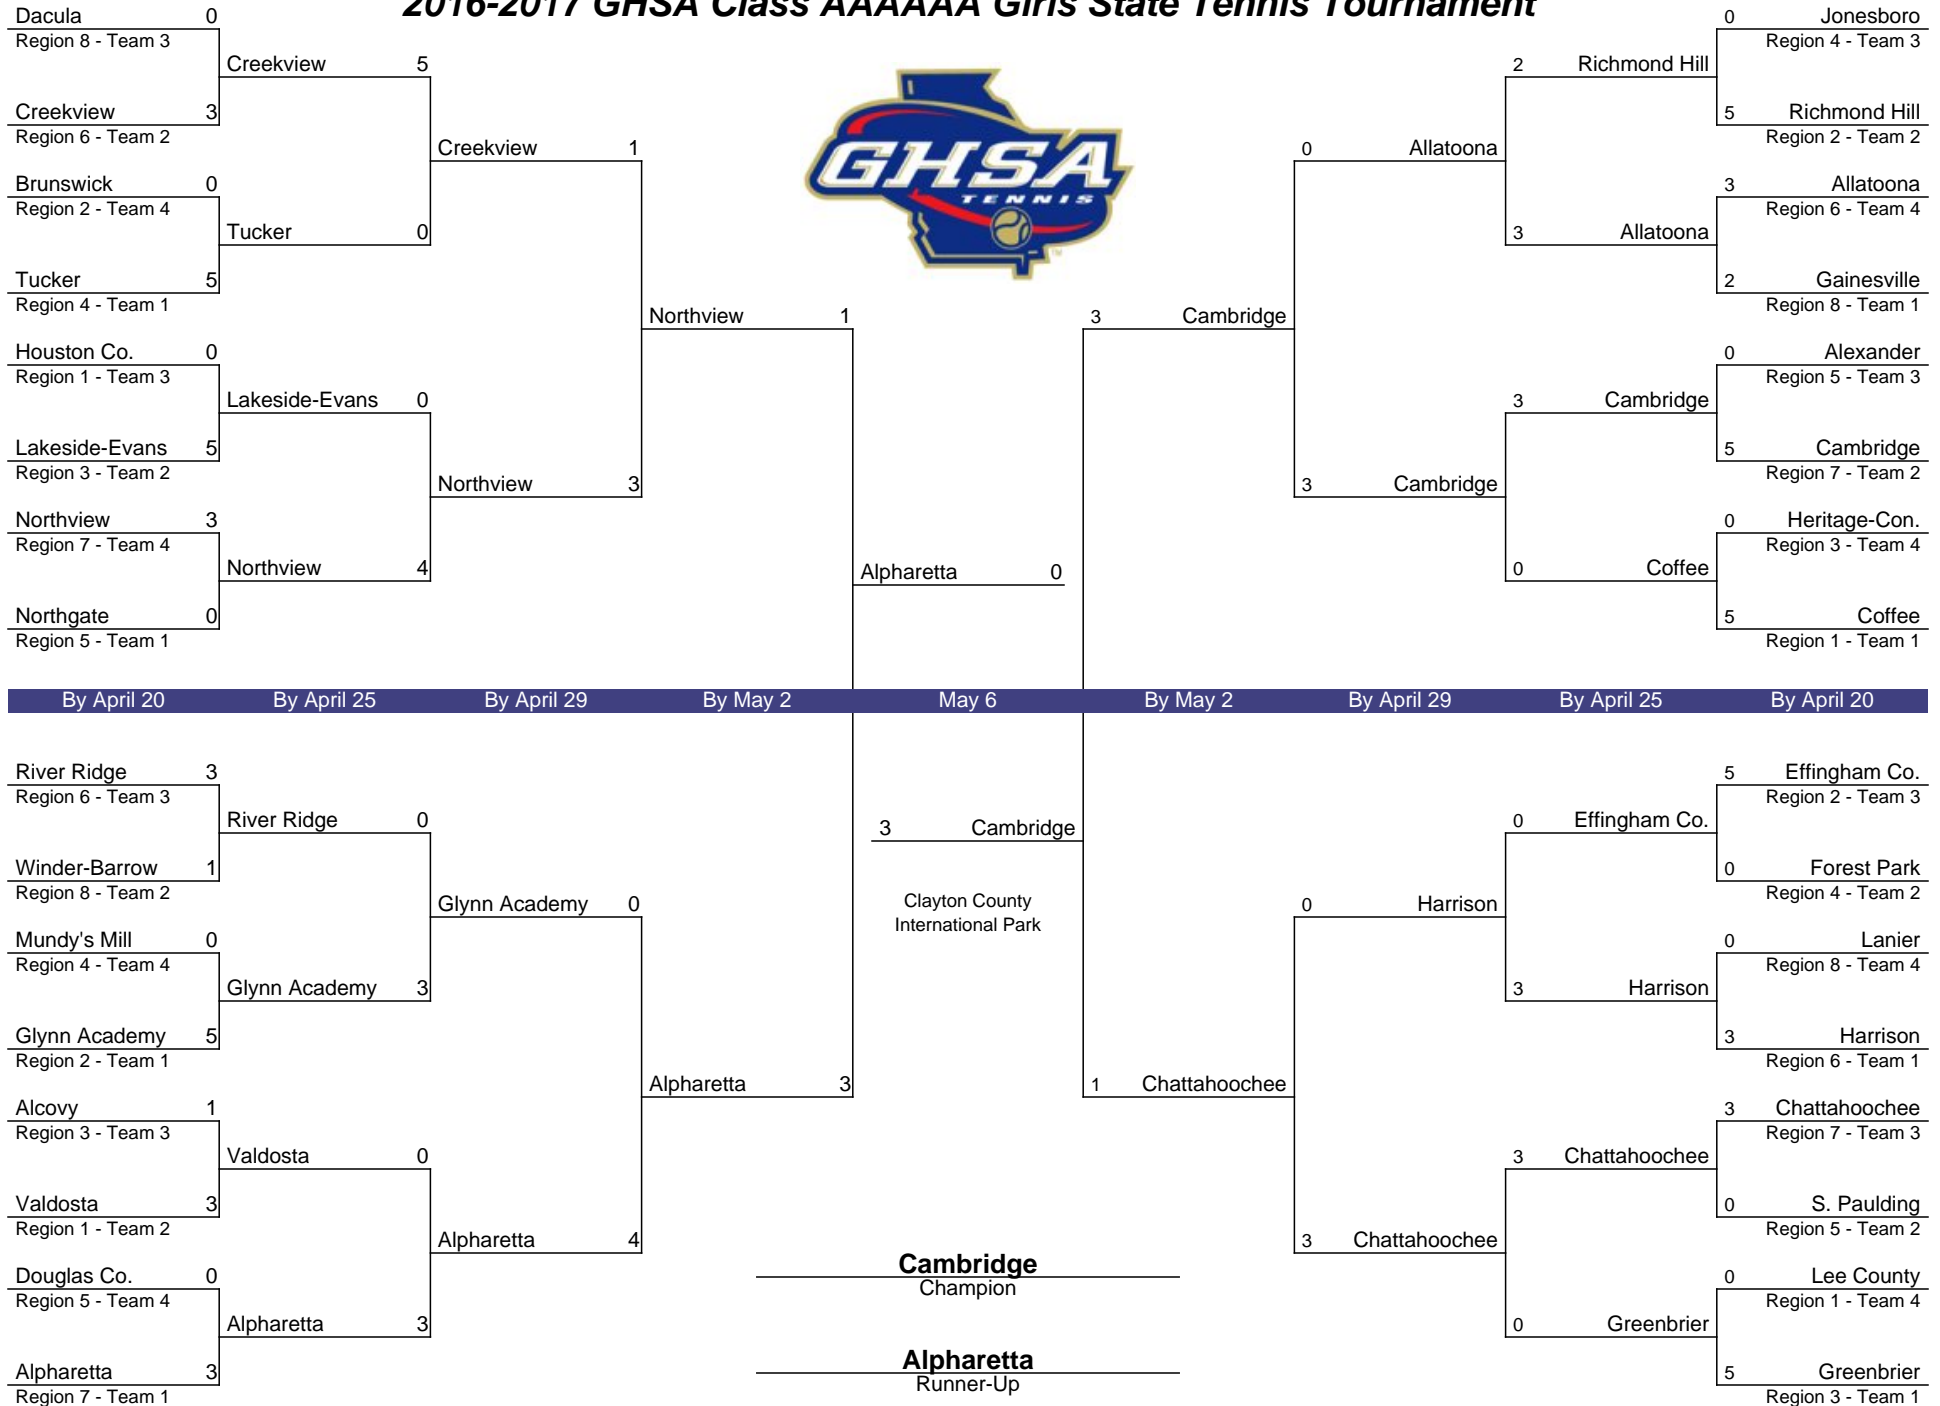 2016-2017 GHSA Class AAAAAA Girls State Tennis Tournament
Dacula 0
Region 8 - Team 3
Creekview 3
Region 6 - Team 2
Brunswick 0
Region 2 - Team 4
Tucker 5
Region 4 - Team 1
Houston Co. 0
Region 1 - Team 3
Lakeside-Evans 5
Region 3 - Team 2
Northview 3
Region 7 - Team 4
Northgate 0
Region 5 - Team 1
Creekview 5
Tucker 0
Lakeside-Evans 0
Northview 4
Creekview 1
Northview 3
Northview 1
Alpharetta 0
GHSA
TENNIS
TM
3 Cambridge
0 Allatoona
3 Cambridge
2 Richmond Hill
3 Allatoona
3 Cambridge
0 Coffee
0 Jonesboro
Region 4 - Team 3
5 Richmond Hill
Region 2 - Team 2
3 Allatoona
Region 6 - Team 4
2 Gainesville
Region 8 - Team 1
0 Alexander
Region 5 - Team 3
5 Cambridge
Region 7 - Team 2
0 Heritage-Con.
Region 3 - Team 4
5 Coffee
Region 1 - Team 1
By April 20 By April 25 By April 29 By May 2 May 6 By May 2 By April 29 By April 25 By April 20
River Ridge 3
Region 6 - Team 3
Winder-Barrow 1
Region 8 - Team 2
Mundy's Mill 0
Region 4 - Team 4
Glynn Academy 5
Region 2 - Team 1
Alcovy 1
Region 3 - Team 3
Valdosta 3
Region 1 - Team 2
Douglas Co. 0
Region 5 - Team 4
Alpharetta 3
Region 7 - Team 1
River Ridge 0
Glynn Academy 3
Valdosta 0
Alpharetta 3
Glynn Academy 0
Alpharetta 4
Alpharetta 3
3 Cambridge
Clayton County
International Park
Cambridge
Champion
Alpharetta
Runner-Up
1 Chattahoochee
0 Harrison
3 Chattahoochee
0 Effingham Co.
3 Harrison
3 Chattahoochee
0 Greenbrier
5 Effingham Co.
Region 2 - Team 3
0 Forest Park
Region 4 - Team 2
0 Lanier
Region 8 - Team 4
3 Harrison
Region 6 - Team 1
3 Chattahoochee
Region 7 - Team 3
0 S. Paulding
Region 5 - Team 2
0 Lee County
Region 1 - Team 4
5 Greenbrier
Region 3 - Team 1